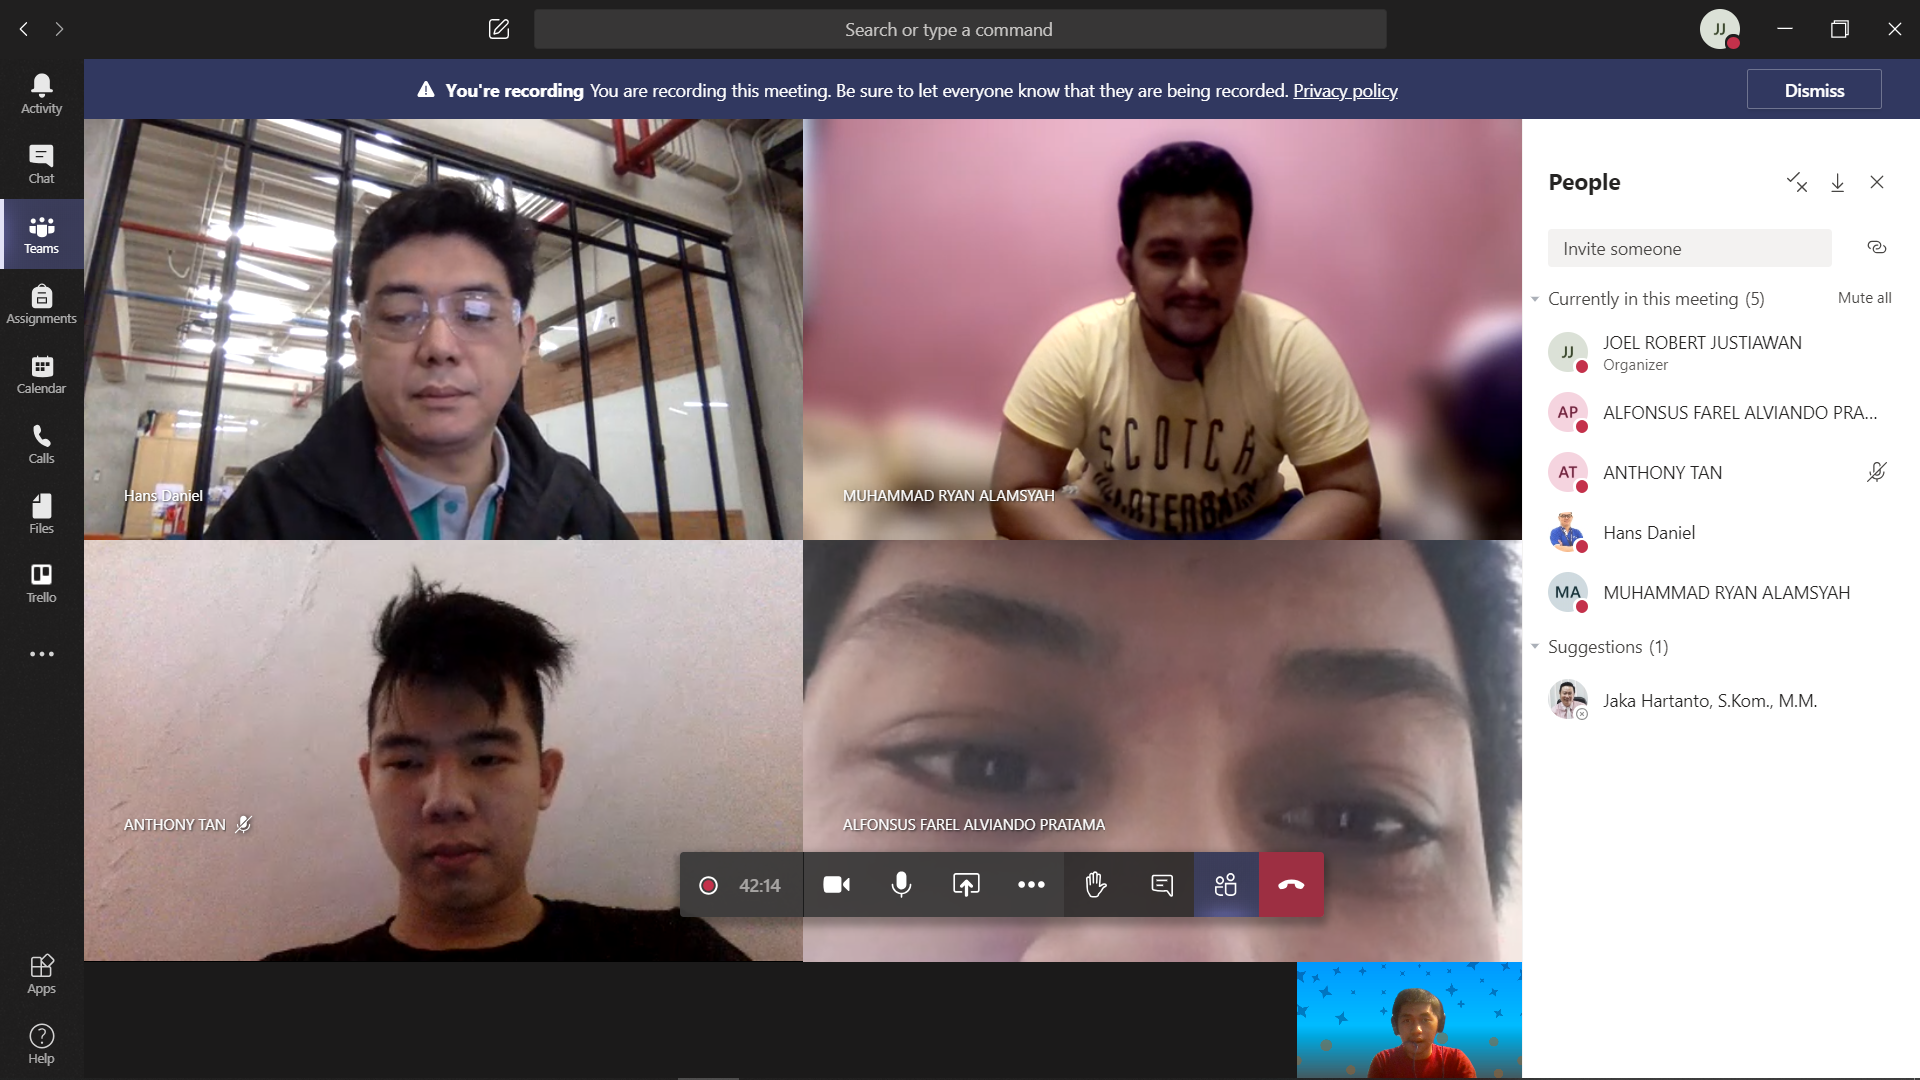 Search or type a command
JJ
You're recording You are recording this meeting. Be sure to let everyone know that they are being recorded. Privacy policy
Dismiss
Activity
Chat
Teams
Assignments
Calendar
Calls
Files
Trello
Apps
Help
Hans Daniel
MUHAMMAD RYAN ALAMSYAH
SCOTCH
ANTHONY TAN
ALFONSUS FAREL ALVIANDO PRATAMA
42:14
People
Invite someone
Currently in this meeting (5)
Mute all
JJ
JOEL ROBERT JUSTIAWAN
Organizer
AP
ALFONSUS FAREL ALVIANDO PRA...
AT
ANTHONY TAN
Hans Daniel
MA
MUHAMMAD RYAN ALAMSYAH
Suggestions (1)
Jaka Hartanto, S.Kom., M.M.